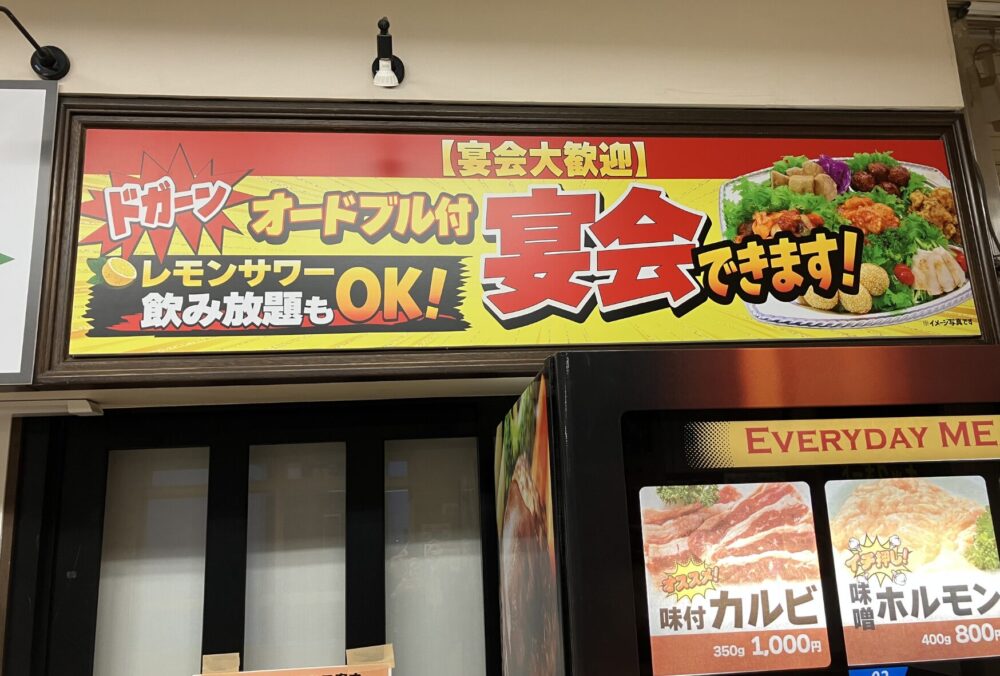 【宴会大歓迎】
ドガーン
オードブル付
宴会できます!
レモンサワー
飲み放題もOK!
※イメージ写真です
EVERYDAY ME
オススメ!
味付カルビ
350g 1,000円
イチ押し!
味噌ホルモン
400g 800円